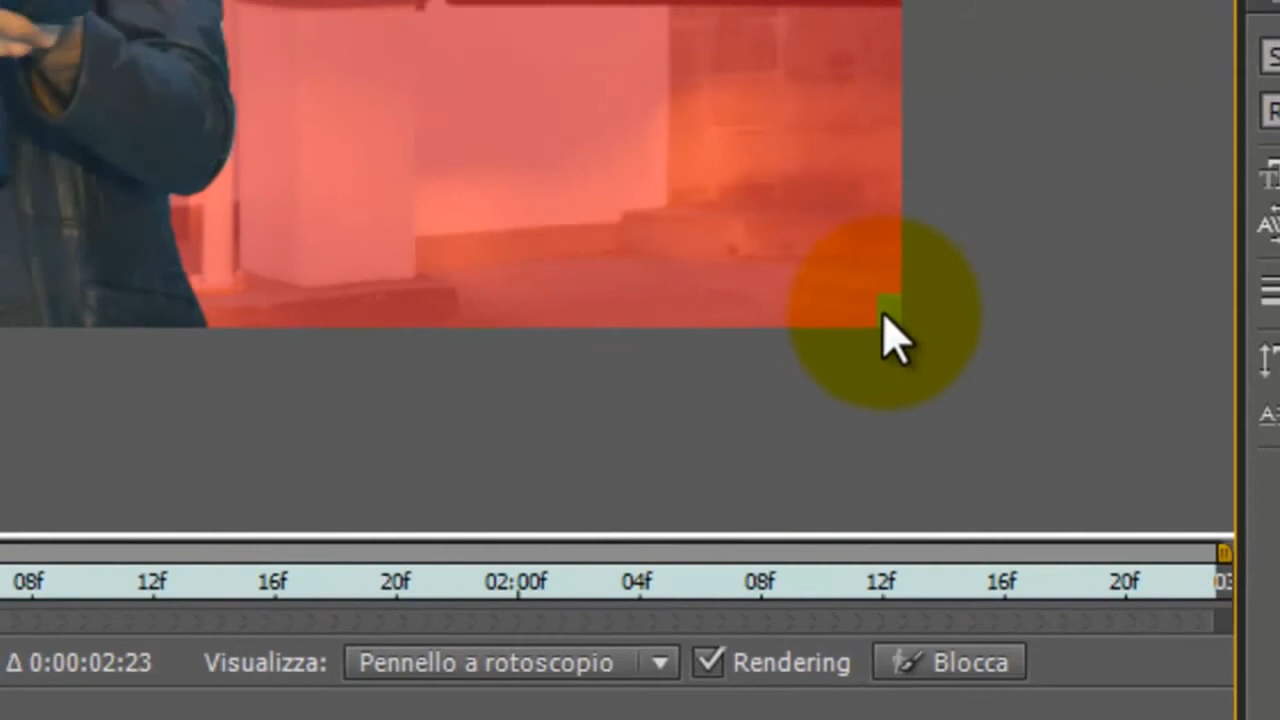 08f 12f 16f 20f 02:00f 04f 08f 12f 16f 20f 03
Δ 0:00:02:23 Visualizza: Pennello a rotoscopio Rendering Blocca